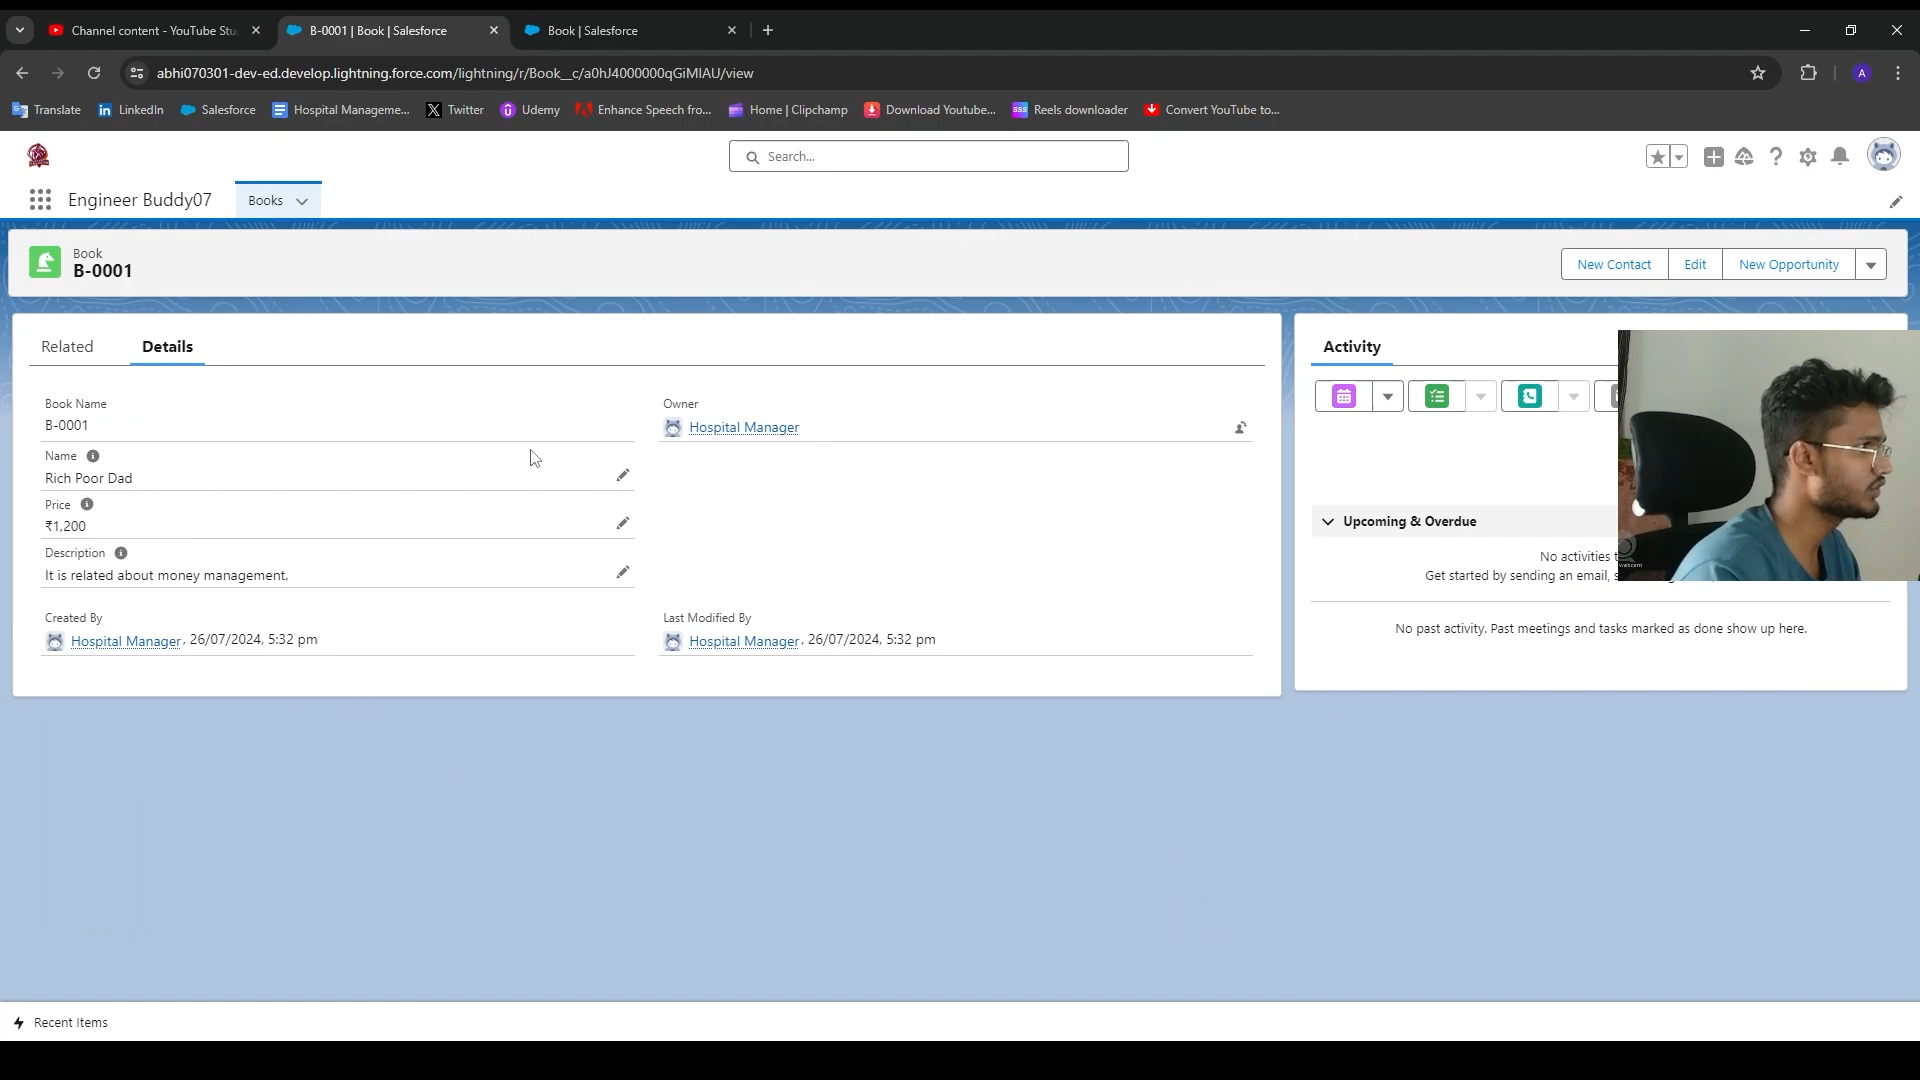 Channel content - YouTube Stu
B-0001 | Book | Salesforce
Book | Salesforce
abhi070301-dev-ed.develop.lightning.force.com/lightning/r/Book__c/a0hJ4000000qGiMIAU/view
Translate
LinkedIn
Salesforce
Hospital Manageme...
Twitter
Udemy
Enhance Speech fro...
Home | Clipchamp
Download Youtube...
Reels downloader
Convert YouTube to...
Search...
Engineer Buddy07
Books
Book
B-0001
New Contact
Edit
New Opportunity
Related
Details
Activity
Book Name
B-0001
Owner
Hospital Manager
Name
Rich Poor Dad
Price
₹1,200
Description
It is related about money management.
Created By
Hospital Manager, 26/07/2024, 5:32 pm
Last Modified By
Hospital Manager, 26/07/2024, 5:32 pm
Upcoming & Overdue
No activities t
Get started by sending an email, s
No past activity. Past meetings and tasks marked as done show up here.
webcam
Recent Items